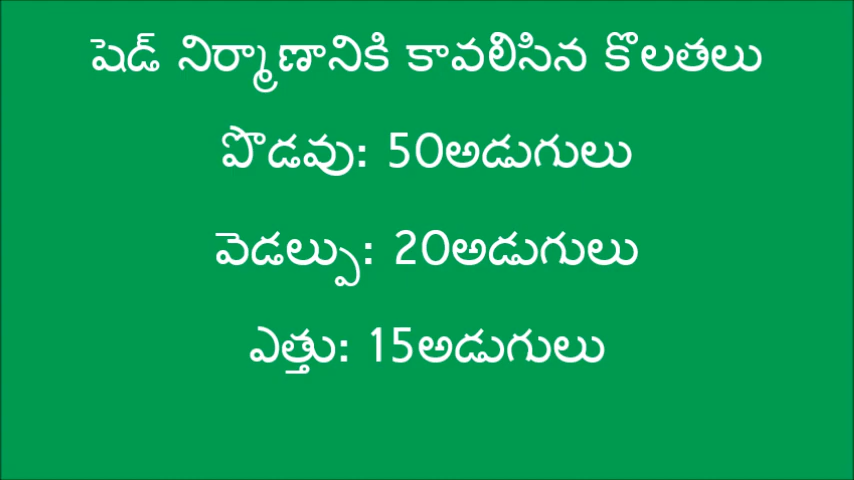 షెడ్ నిర్మాణానికి కావలిసిన కొలతలు
పొడవు: 50అడుగులు
వెడల్పు: 20అడుగులు
ఎత్తు: 15అడుగులు